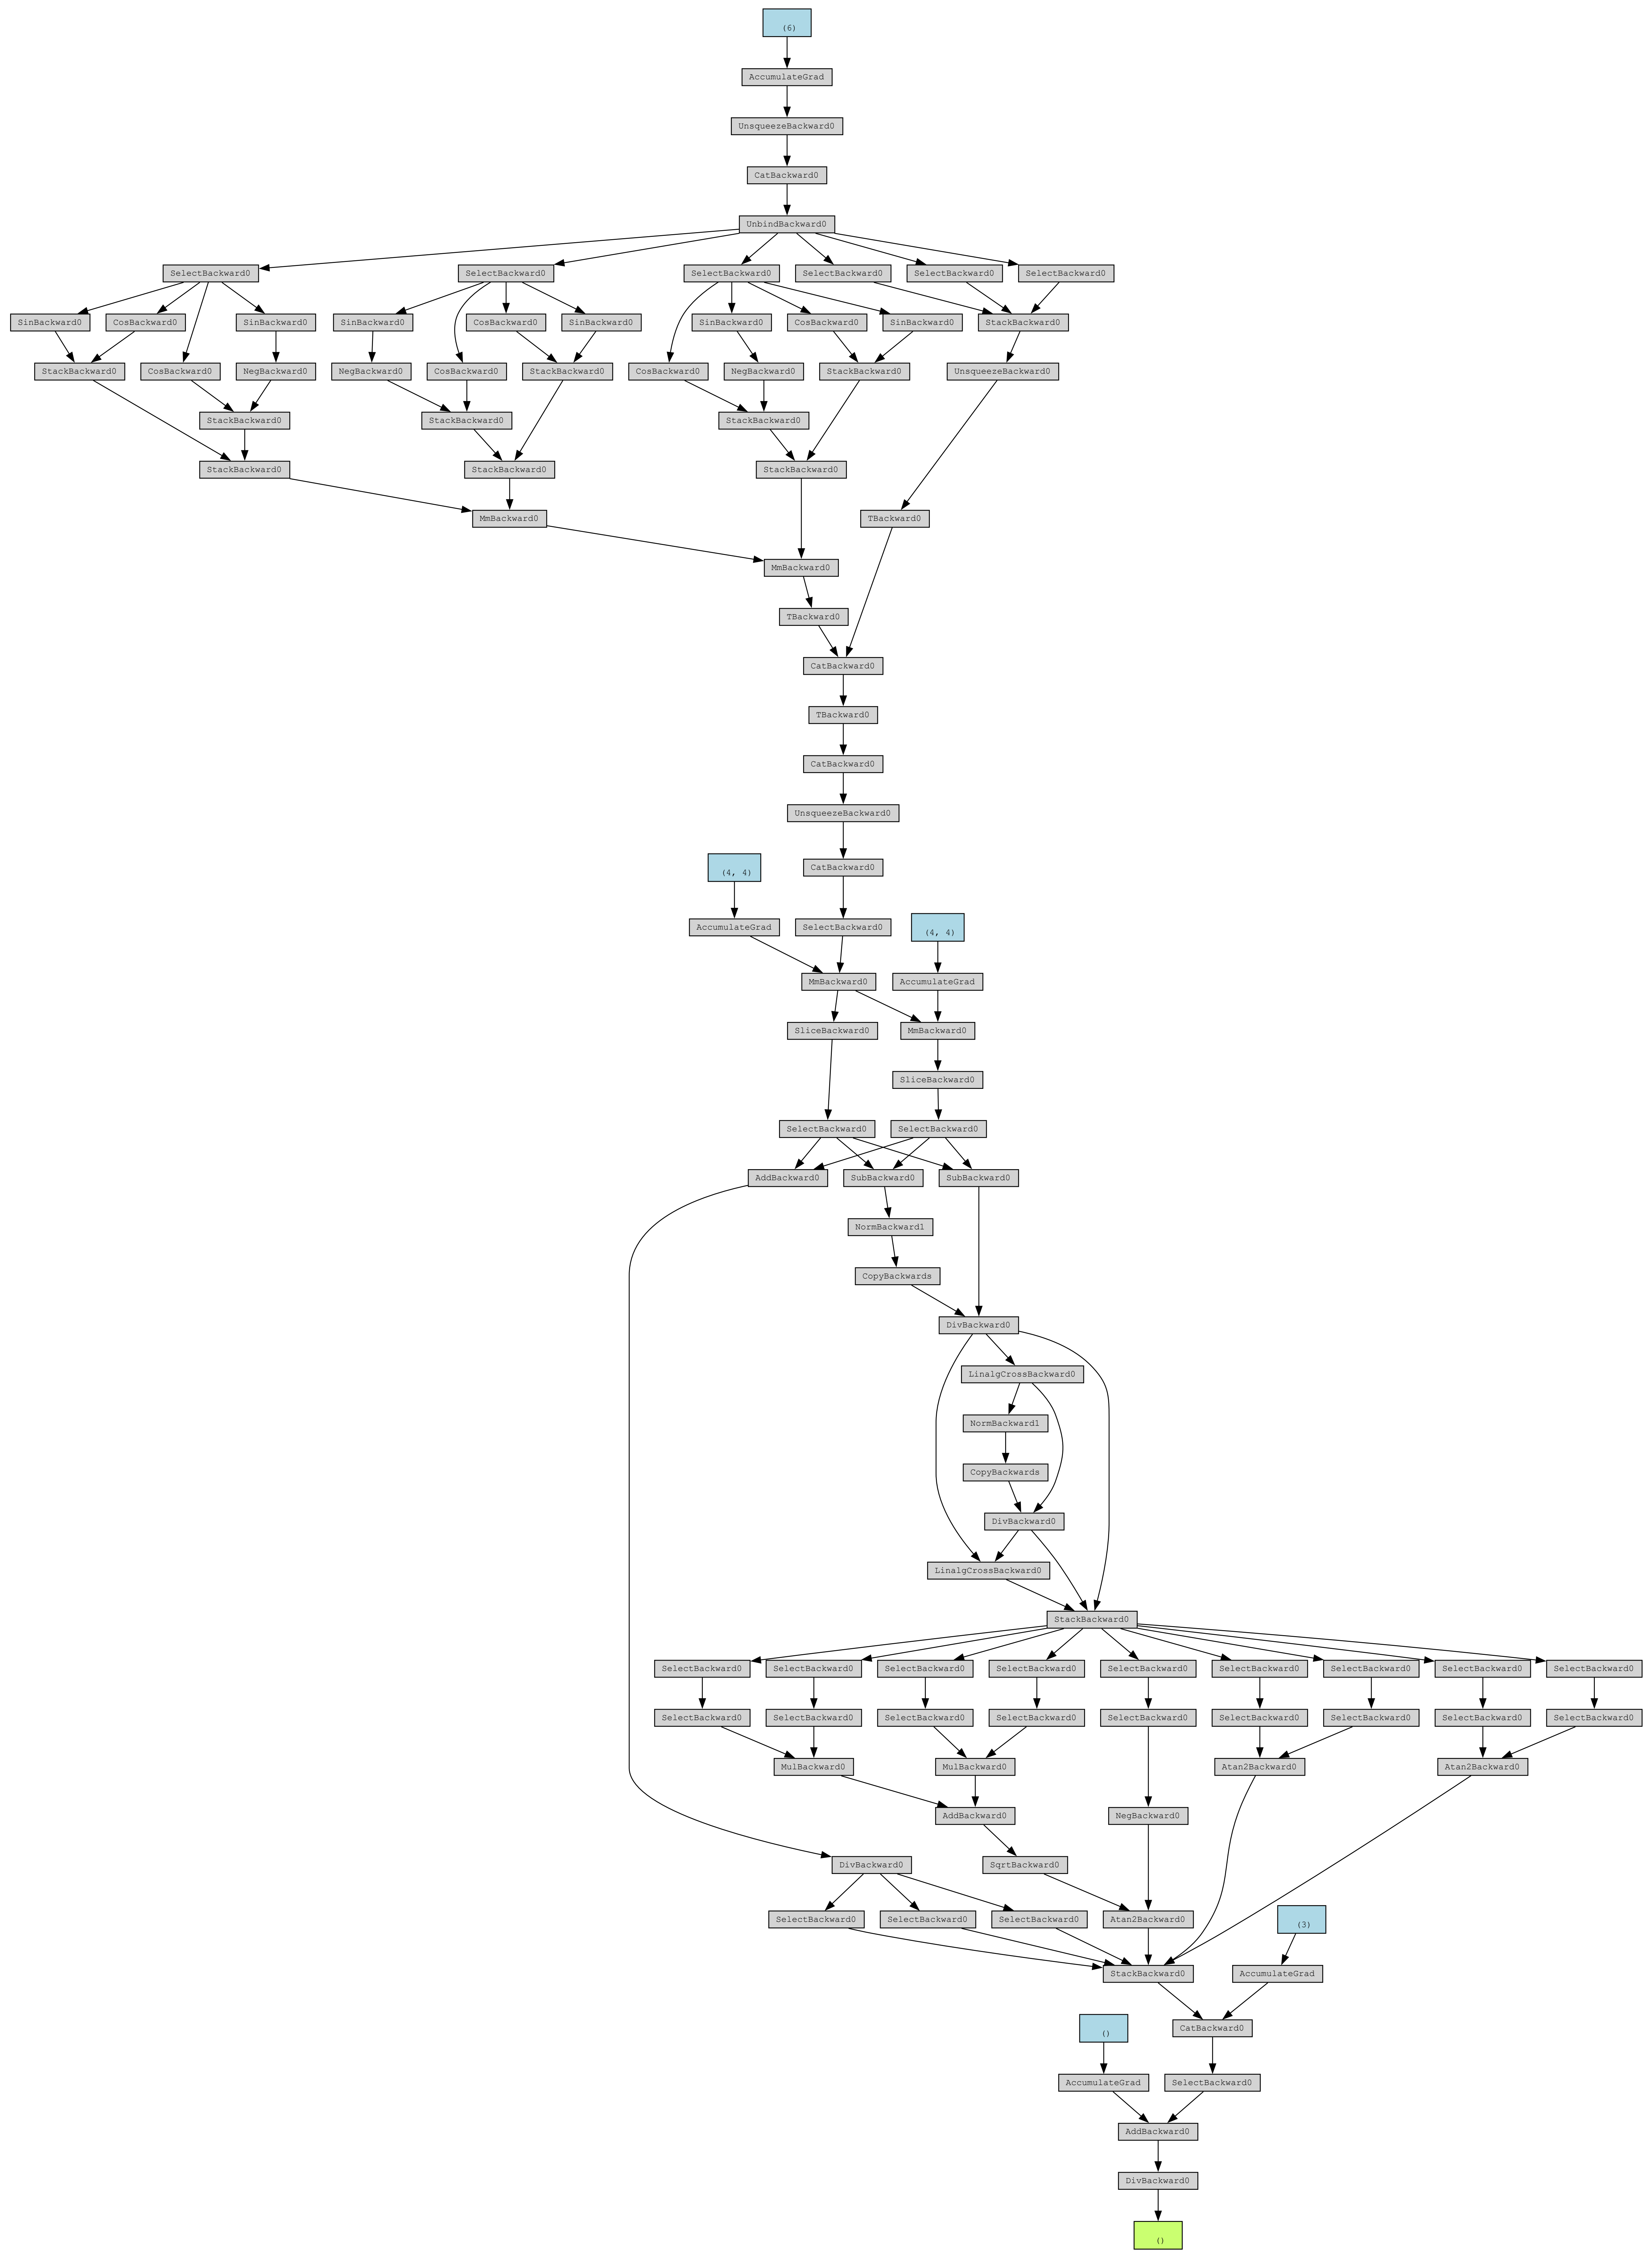 (6)
AccumulateGrad
UnsqueezeBackward0
CatBackward0
UnbindBackward0
SelectBackward0 SelectBackward0 SelectBackward0 SelectBackward0 SelectBackward0 SelectBackward0
SinBackward0 CosBackward0 SinBackward0 SinBackward0 CosBackward0 SinBackward0 SinBackward0 CosBackward0 SinBackward0 StackBackward0
StackBackward0 CosBackward0 NegBackward0 NegBackward0 CosBackward0 StackBackward0 CosBackward0 NegBackward0 StackBackward0 UnsqueezeBackward0
StackBackward0 StackBackward0 StackBackward0
StackBackward0 StackBackward0 StackBackward0
MmBackward0 TBackward0
MmBackward0
TBackward0
CatBackward0
TBackward0
CatBackward0
UnsqueezeBackward0
(4, 4) CatBackward0
AccumulateGrad SelectBackward0 (4, 4)
MmBackward0 AccumulateGrad
SliceBackward0 MmBackward0
SliceBackward0
SelectBackward0 SelectBackward0
AddBackward0 SubBackward0 SubBackward0
NormBackward1
CopyBackwards
DivBackward0
LinalgCrossBackward0
NormBackward1
CopyBackwards
DivBackward0
LinalgCrossBackward0
StackBackward0
SelectBackward0 SelectBackward0 SelectBackward0 SelectBackward0 SelectBackward0 SelectBackward0 SelectBackward0 SelectBackward0 SelectBackward0
SelectBackward0 SelectBackward0 SelectBackward0 SelectBackward0 SelectBackward0 SelectBackward0 SelectBackward0 SelectBackward0 SelectBackward0
MulBackward0 MulBackward0 Atan2Backward0 Atan2Backward0
AddBackward0 NegBackward0
DivBackward0 SqrtBackward0
SelectBackward0 SelectBackward0 SelectBackward0 Atan2Backward0 (3)
StackBackward0 AccumulateGrad
() CatBackward0
AccumulateGrad SelectBackward0
AddBackward0
DivBackward0
()